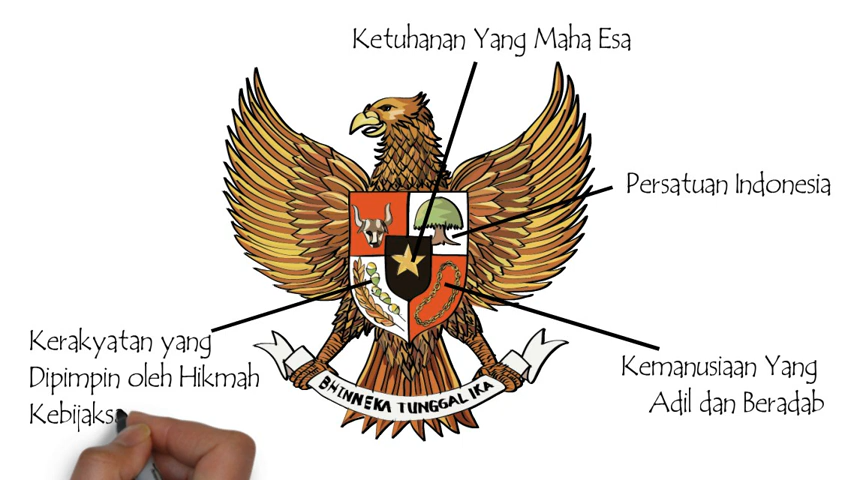 Ketuhanan Yang Maha Esa
Persatuan Indonesia
Kerakyatan yang
Dipimpin oleh Hikmah
Kebijaks
Kemanusiaan Yang
Adil dan Beradab
BHINNEKA TUNGGAL IKA